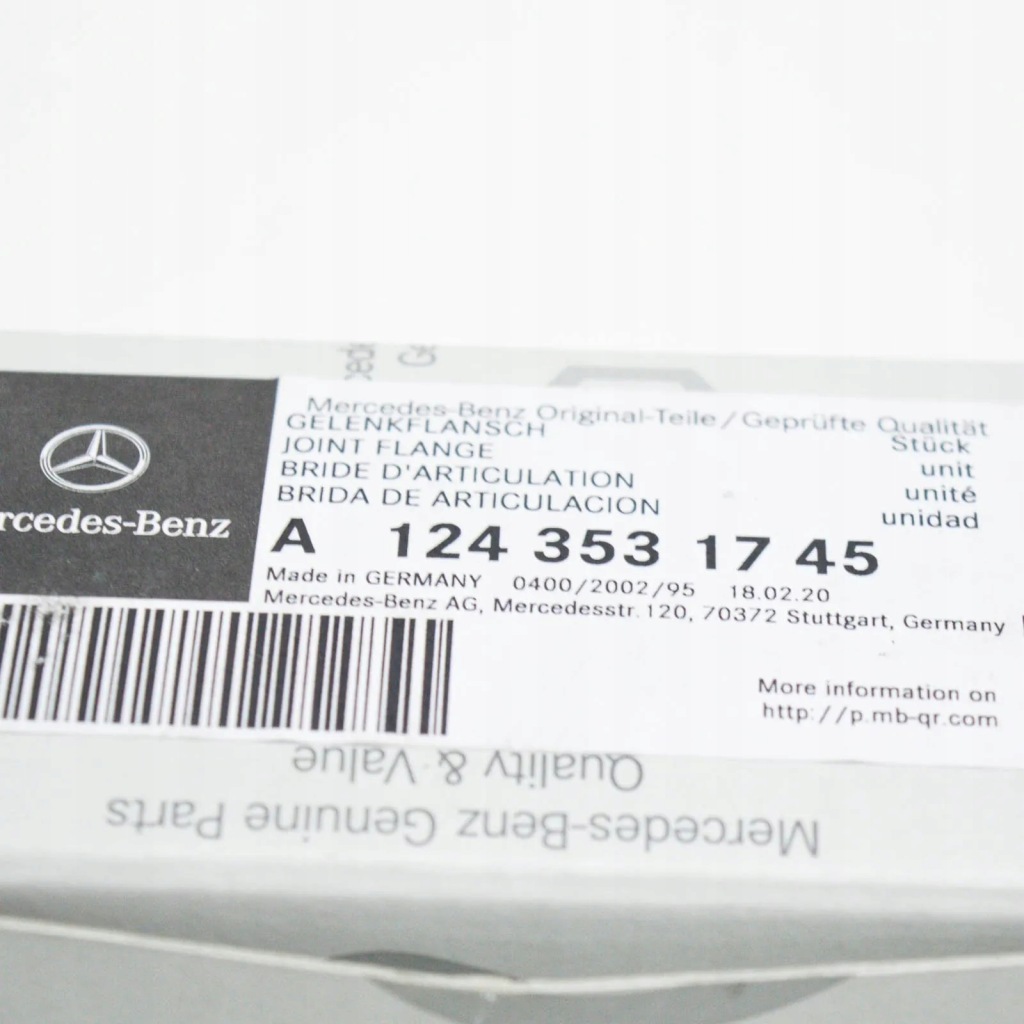 Mercedes-Benz Original-Teile/Geprüfte Qualität
GELENKFLANSCH Stück
JOINT FLANGE unit
BRIDE D'ARTICULATION unité
BRIDA DE ARTICULACION unidad
A 124 353 17 45
rcedes-Benz
Made in GERMANY 0400/2002/95 18.02.20
Mercedes-Benz AG, Mercedesstr. 120, 70372 Stuttgart, Germany
More information on
http://p.mb-qr.com
Quality & Value
Mercedes-Benz Genuine Parts